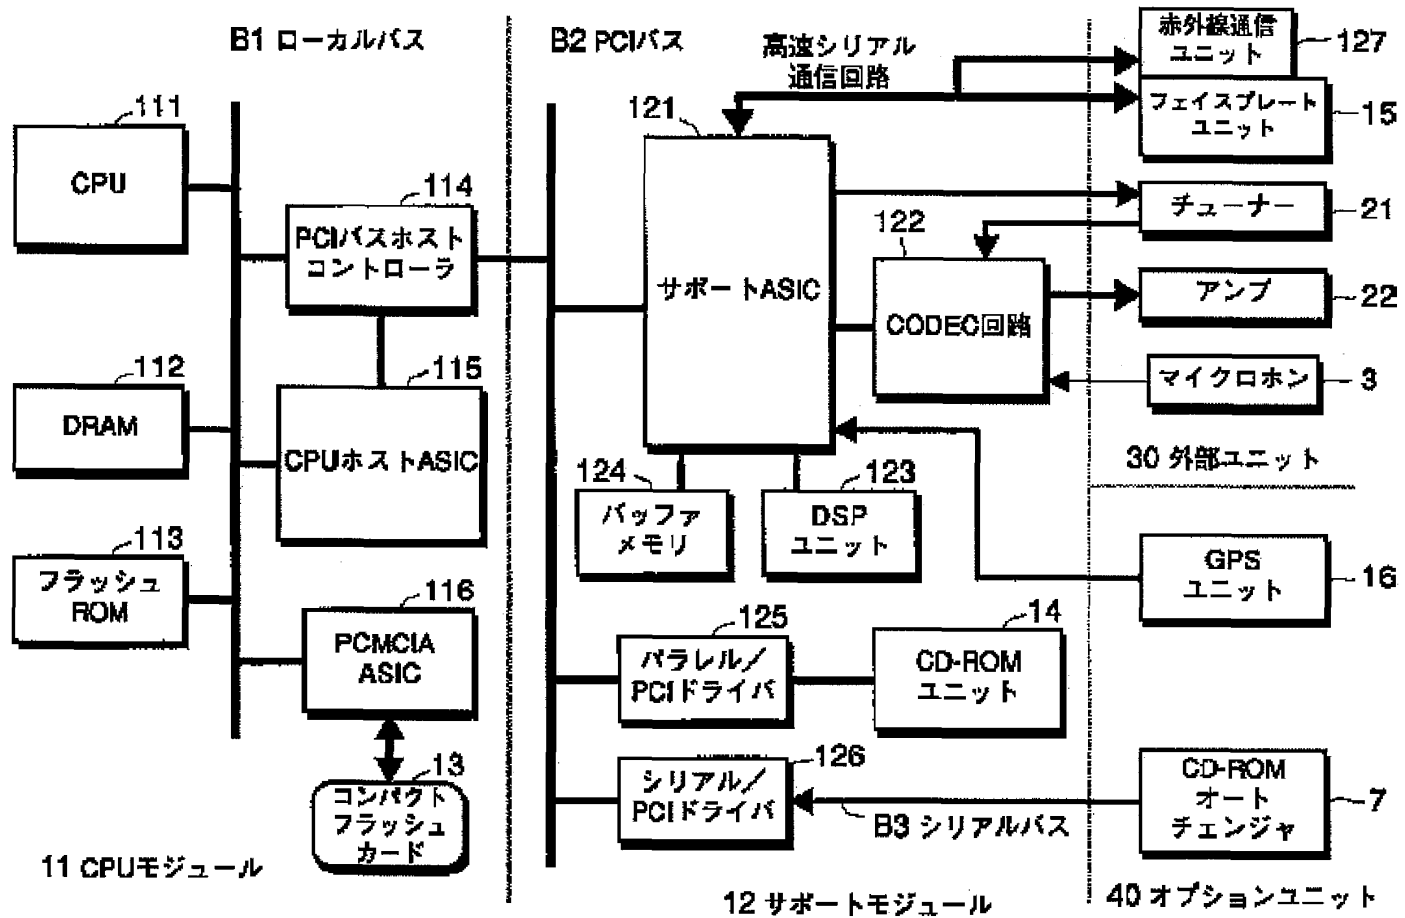 B1 ローカルバス
B2 PCIバス
高速シリアル
通信回路
赤外線通信
ユニット
127
フェイスプレート
ユニット
15
111
CPU
121
114
PCIバスホスト
コントローラ
チューナー
21
122
サポートASIC
アンプ
22
CODEC回路
112
DRAM
115
CPUホストASIC
マイクロホン
3
30 外部ユニット
124
バッファ
メモリ
123
DSP
ユニット
113
フラッシュ
ROM
GPS
ユニット
16
116
PCMCIA
ASIC
125
パラレル／
PCIドライバ
14
CD-ROM
ユニット
13
コンパクト
フラッシュ
カード
126
シリアル／
PCIドライバ
B3 シリアルバス
CD-ROM
オート
チェンジャ
7
11 CPUモジュール
12 サポートモジュール
40 オプションユニット